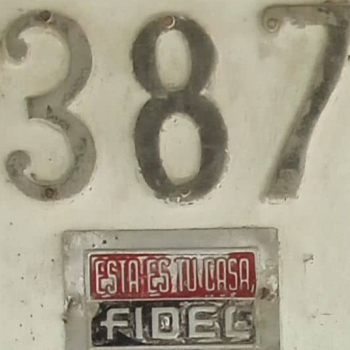 387
ESTA ES TU CASA,
FIDEL